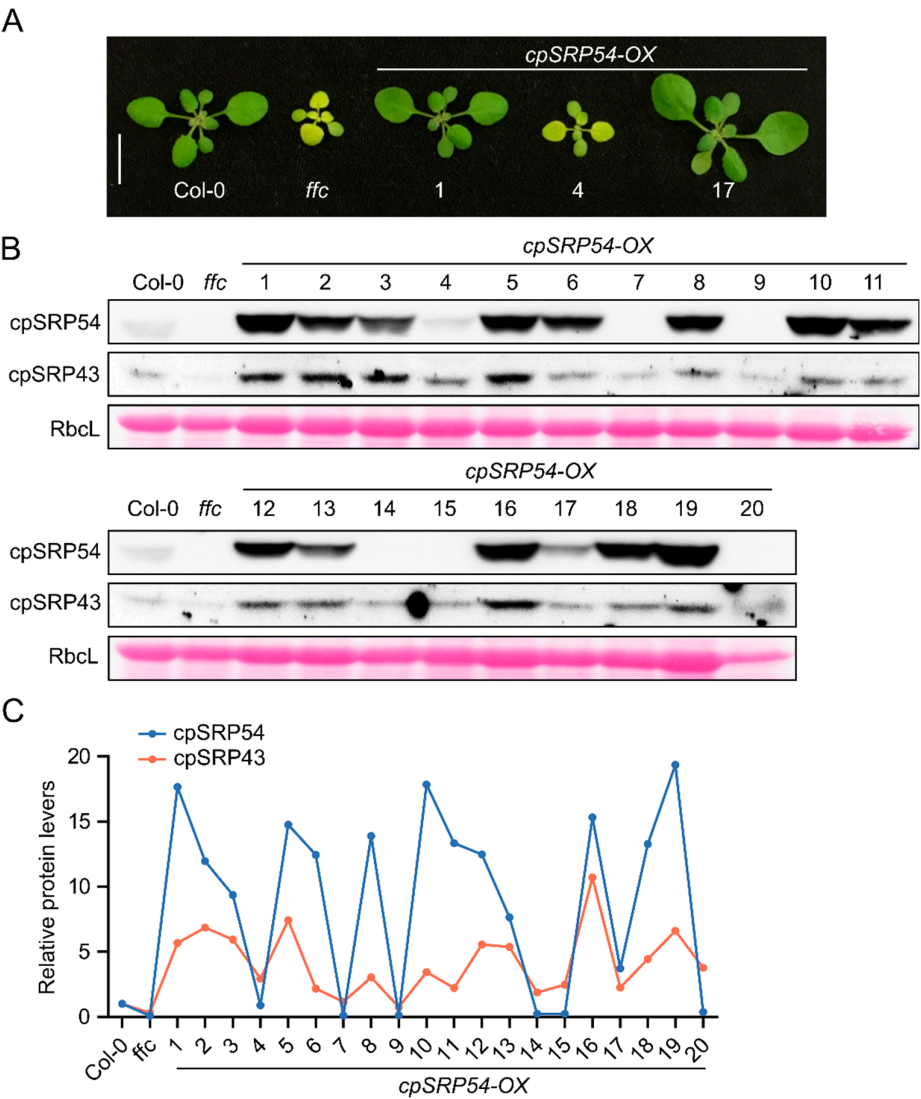 A
cpSRP54-OX
Col-0 ffc 1 4 17
B
cpSRP54-OX
Col-0 ffc 1 2 3 4 5 6 7 8 9 10 11
cpSRP54
cpSRP43
RbcL
cpSRP54-OX
Col-0 ffc 12 13 14 15 16 17 18 19 20
cpSRP54
cpSRP43
RbcL
C
cpSRP54
cpSRP43
Relative protein levers
20
15
10
5
0
Col-0 ffc 1 2 3 4 5 6 7 8 9 10 11 12 13 14 15 16 17 18 19 20
cpSRP54-OX